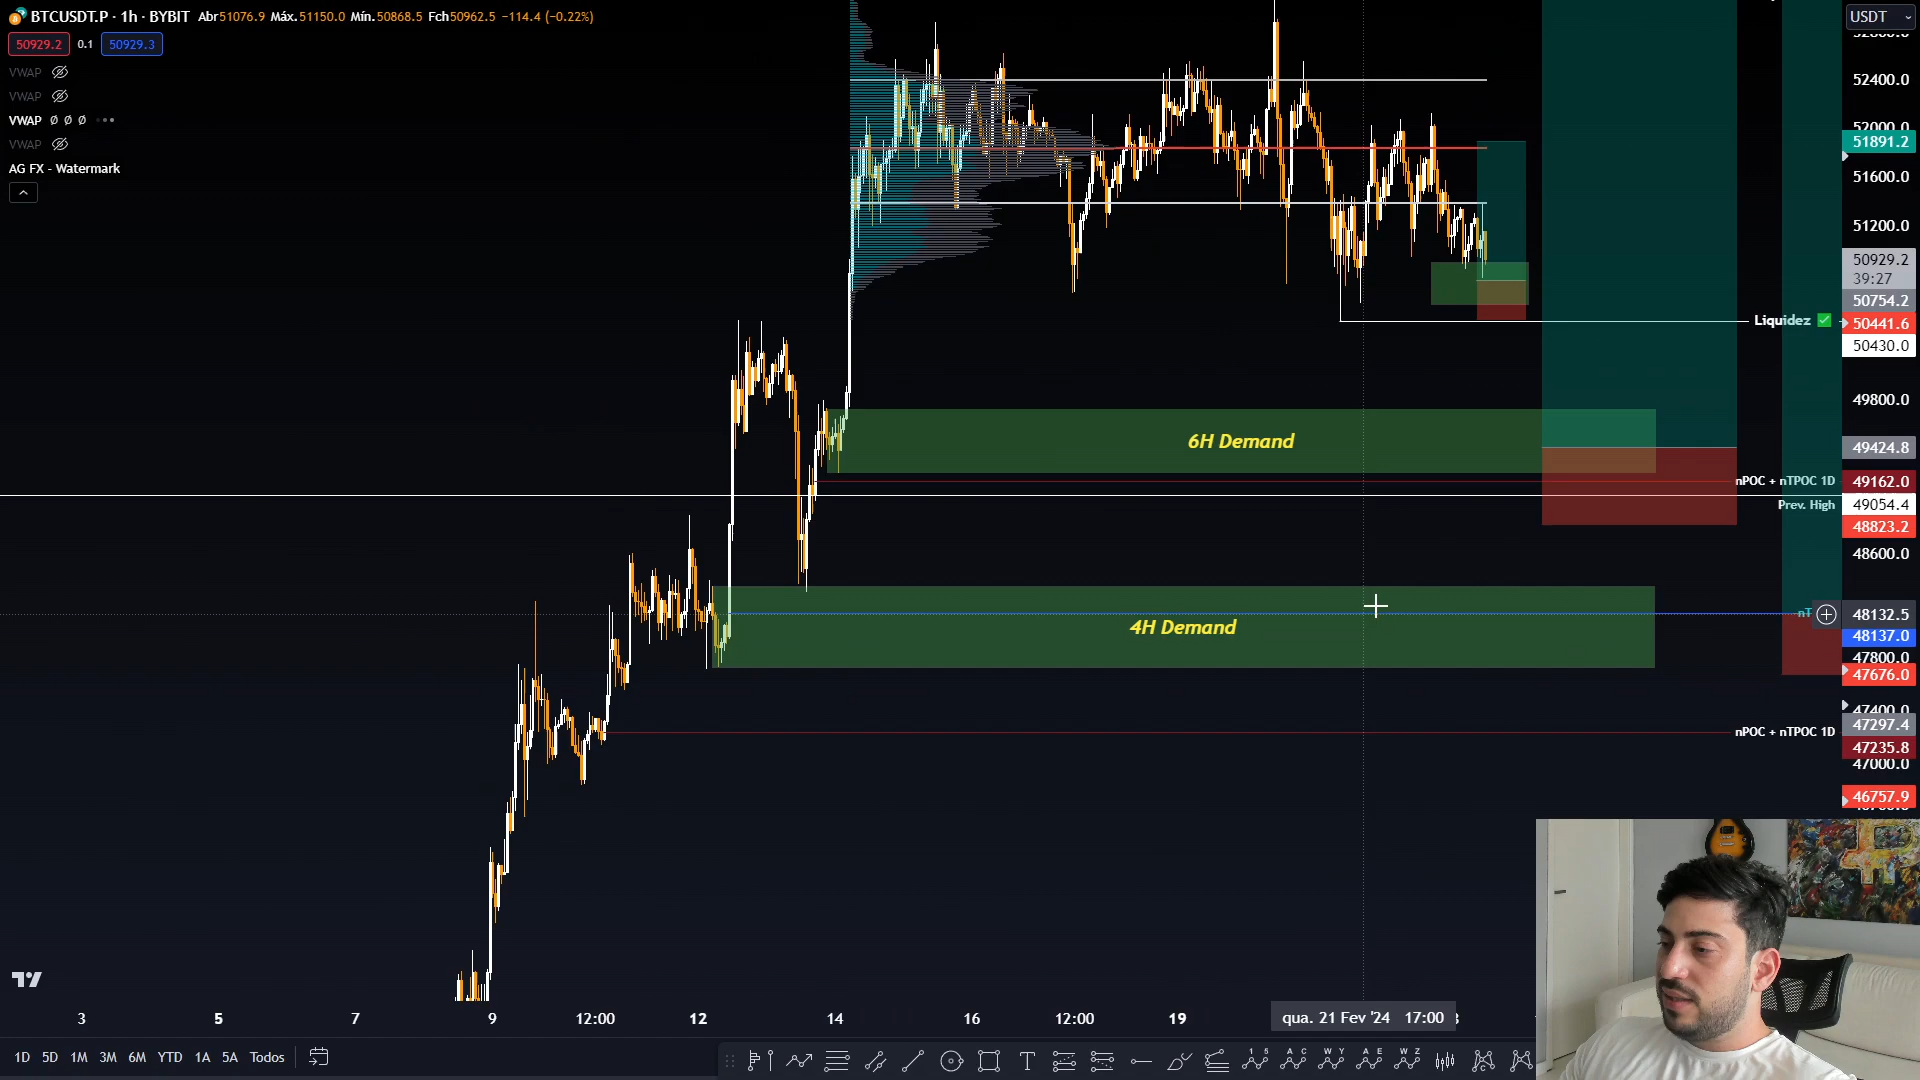 BTCUSDT.P · 1h · BYBIT Abr51076.9 Máx.51150.0 Mín.50868.5 Fch50962.5 −114.4 (−0.22%)
USDT
50929.2 0.1 50929.3
VWAP
VWAP
VWAP Ø Ø Ø
VWAP
AG FX - Watermark
52400.0
52000.0
51891.2
51600.0
51200.0
50929.2
39:27
50754.2
Liquidez ✅
50441.6
50430.0
49800.0
6H Demand
49424.8
nPOC + nTPOC 1D 49162.0
Prev. High 49054.4
48823.2
48600.0
nT 48132.5
4H Demand
48137.0
47800.0
47676.0
47400.0
47297.4
nPOC + nTPOC 1D
47235.8
47000.0
46757.9
3 5 7 9 12:00 12 14 16 12:00 19 qua. 21 Fev '24 17:00
1D 5D 1M 3M 6M YTD 1A 5A Todos